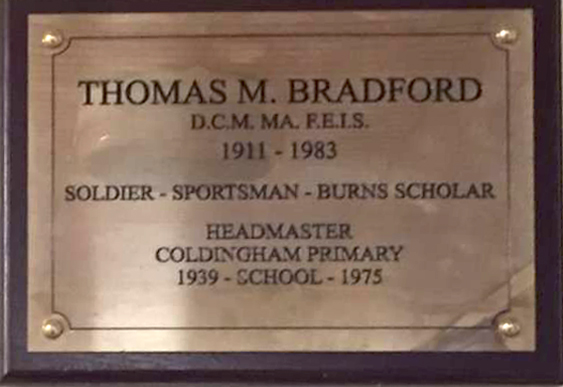 THOMAS M. BRADFORD
D.C.M. MA. F.E.I.S.
1911 - 1983
SOLDIER - SPORTSMAN - BURNS SCHOLAR
HEADMASTER
COLDINGHAM PRIMARY
1939 - SCHOOL - 1975